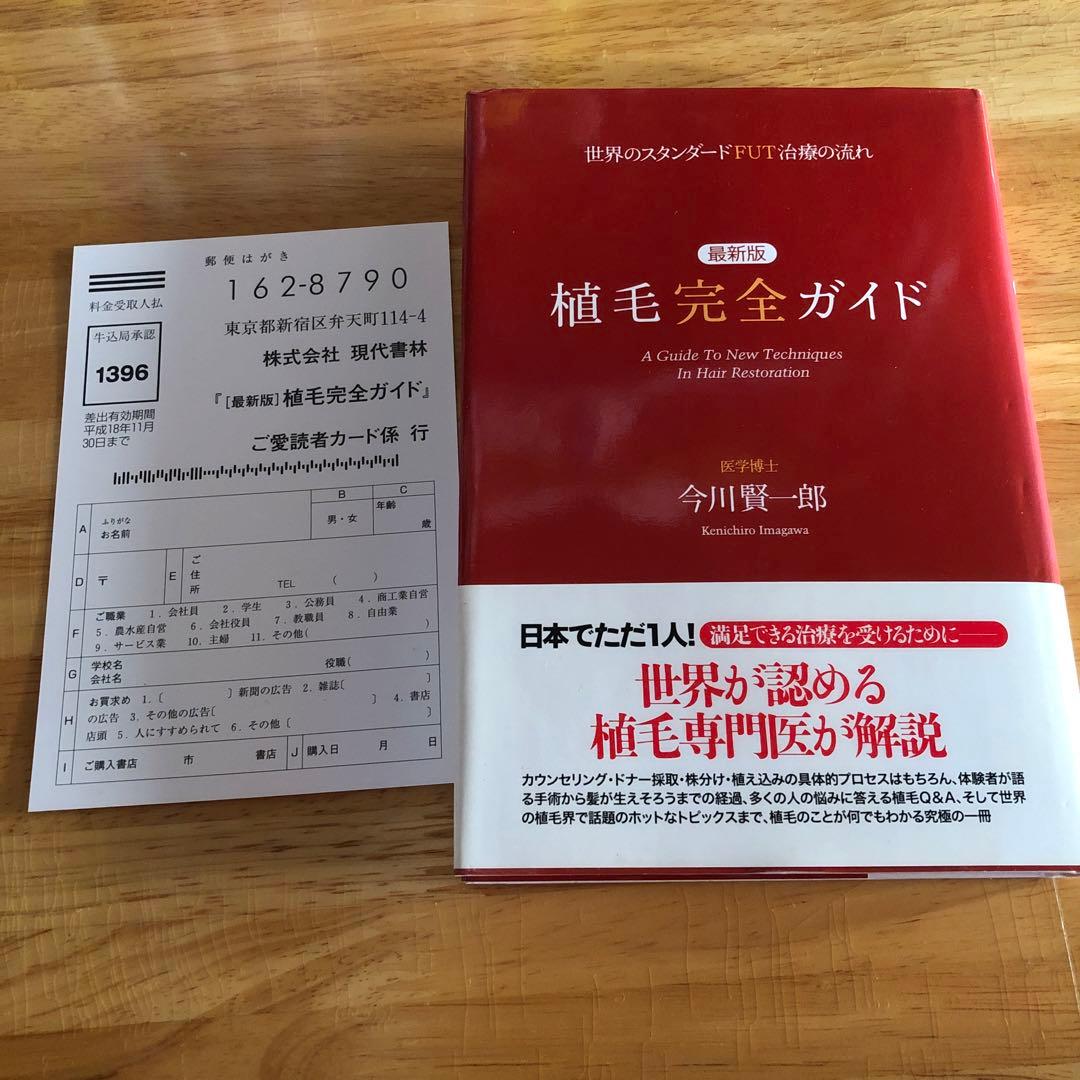 郵便はがき
162-8790
料金受取人払
牛込局承認
1396
差出有効期間
平成18年11月
30日まで
東京都新宿区弁天町114-4
株式会社 現代書林
『[最新版]植毛完全ガイド』
ご愛読者カード係 行
A
ふりがな
お名前
B
男・女
C
年齢
歳
D
〒
E
ご住所
TEL ( )
F
ご職業 1. 会社員 2. 学生 3. 公務員 4. 商工業自営
5. 農水産自営 6. 会社役員 7. 教職員 8. 自由業
9. サービス業 10. 主婦 11. その他( )
G
学校名
会社名
役職( )
H
お買求め 1.〔 〕新聞の広告 2. 雑誌〔 〕
の広告 3. その他の広告〔 〕 4. 書店
店頭 5. 人にすすめられて 6. その他〔 〕
I
ご購入書店 市 書店
J
購入日 月 日
世界のスタンダードFUT治療の流れ
最新版
植毛完全ガイド
A Guide To New Techniques
In Hair Restoration
医学博士
今川賢一郎
Kenichiro Imagawa
日本でただ1人! 満足できる治療を受けるために――
世界が認める
植毛専門医が解説
カウンセリング・ドナー採取・株分け・植え込みの具体的プロセスはもちろん、体験者が語
る手術から髪が生えそろうまでの経過、多くの人の悩みに答える植毛Q&A、そして世界
の植毛界で話題のホットなトピックスまで、植毛のことが何でもわかる究極の一冊